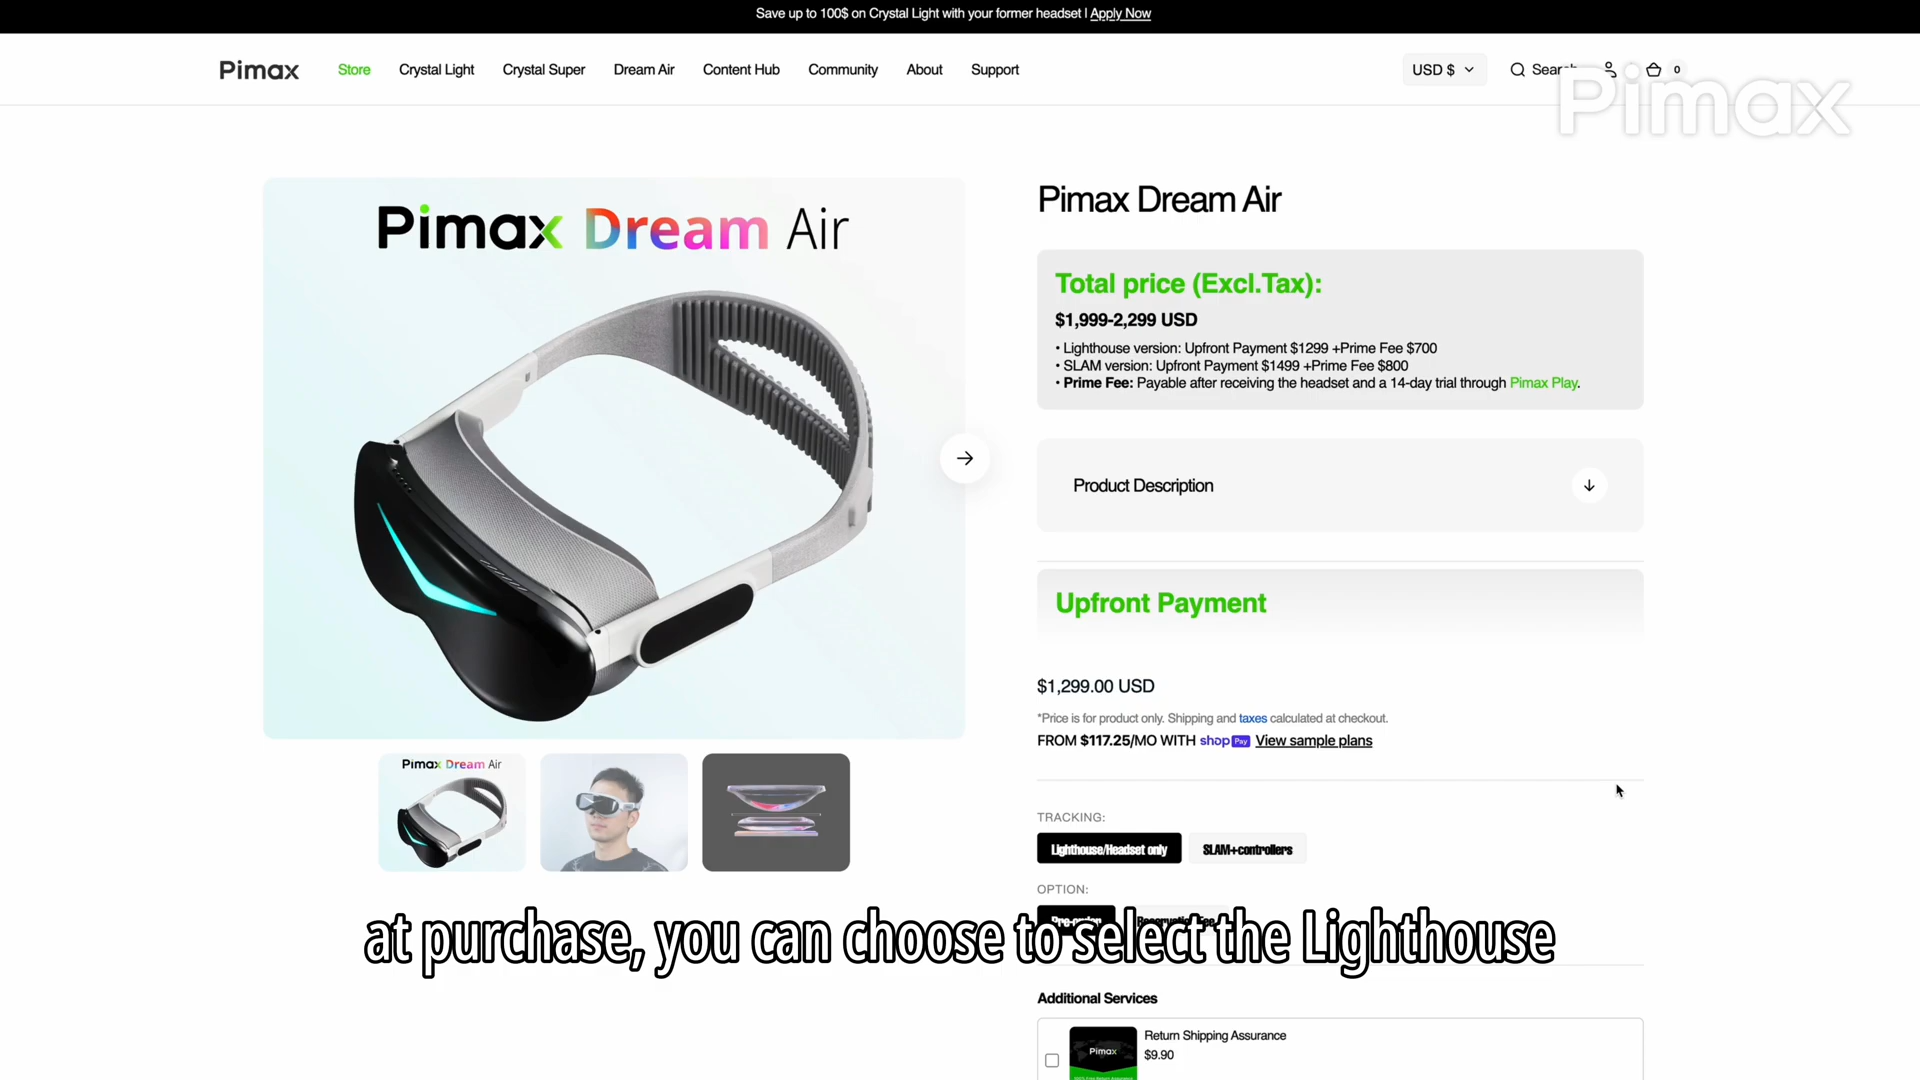 Save up to 100$ on Crystal Light with your former headset | Apply Now
Pimax
Store
Crystal Light
Crystal Super
Dream Air
Content Hub
Community
About
Support
USD $
Search
0
Pimax
Pimax Dream Air
Pimax Dream Air
Total price (Excl.Tax):
$1,999-2,299 USD
• Lighthouse version: Upfront Payment $1299 +Prime Fee $700
• SLAM version: Upfront Payment $1499 +Prime Fee $800
• Prime Fee: Payable after receiving the headset and a 14-day trial through Pimax Play.
Product Description
Upfront Payment
$1,299.00 USD
*Price is for product only. Shipping and taxes calculated at checkout.
FROM $117.25/MO WITH shop Pay View sample plans
Pimax Dream Air
TRACKING:
Lighthouse/Headset only
SLAM+controllers
OPTION:
Pre-order
Reservation Fee
at purchase, you can choose to select the Lighthouse
Additional Services
Return Shipping Assurance
$9.90
Pimax